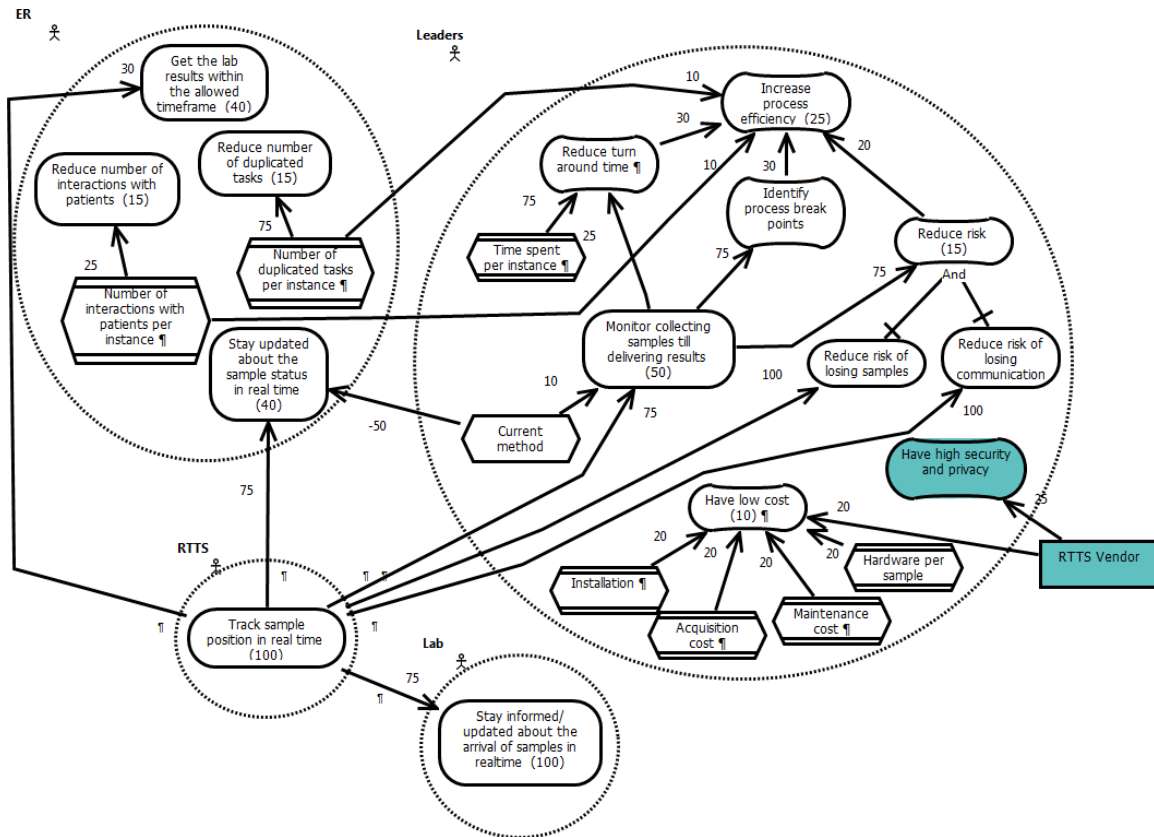 ER
Leaders
30
Get the lab
results within
the allowed
timeframe (40)
10
Increase
process
efficiency (25)
Reduce number
of duplicated
tasks (15)
30
Reduce turn
around time ¶
10
30
20
Reduce number of
interactions with
patients (15)
Identify
process break
points
75
75
Reduce risk
(15)
And
25
Number of
duplicated tasks
per instance ¶
Time spent
per instance ¶
25
75
75
Number of
interactions with
patients per
instance ¶
Stay updated
about the
sample status
in real time
(40)
Monitor collecting
samples till
delivering results
(50)
Reduce risk of
losing samples
Reduce risk of
losing
communication
10
100
75
100
-50
Current
method
Have high security
and privacy
75
Have low cost
(10) ¶
25
20
20
20
20
20
RTTS Vendor
RTTS
Installation ¶
Hardware per
sample
¶
¶ ¶
Acquisition
cost ¶
Maintenance
cost ¶
¶
¶
Track sample
position in real time
(100)
Lab
75
¶
Stay informed/
updated about the
arrival of samples in
realtime (100)